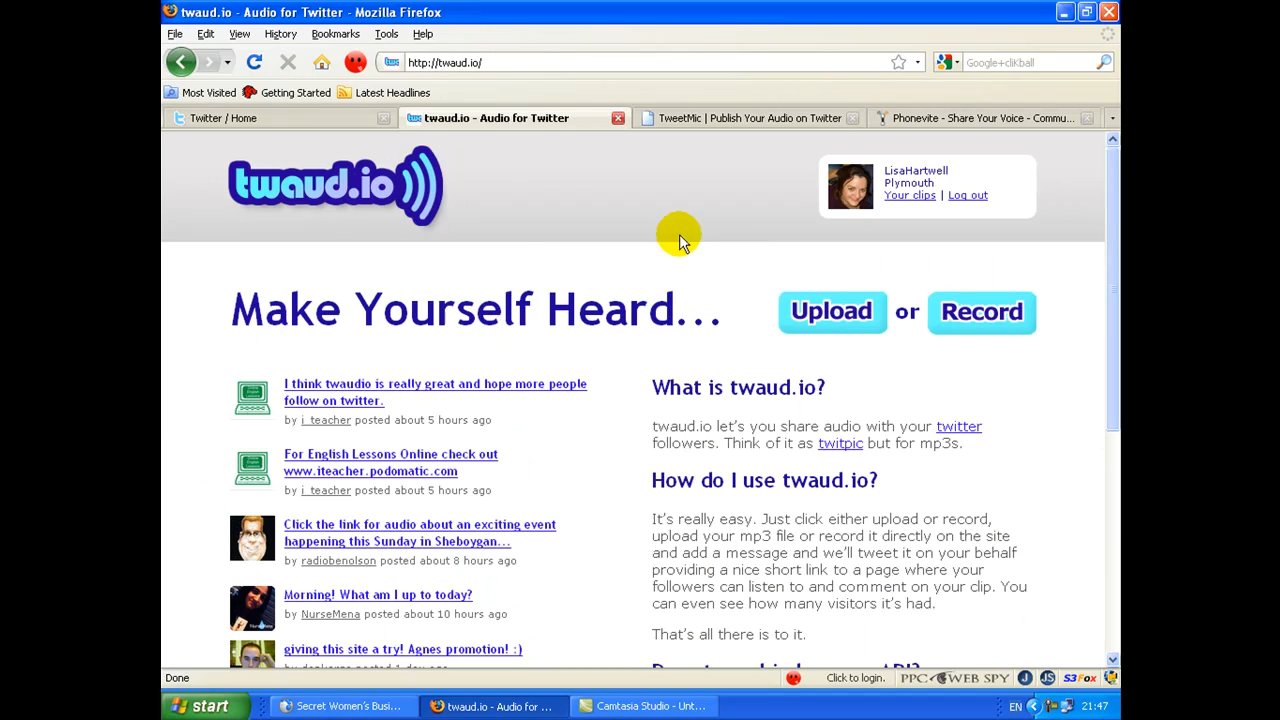 twaud.io - Audio for Twitter - Mozilla Firefox
File Edit View History Bookmarks Tools Help
http://twaud.io/
Google+cliKball
Most Visited Getting Started Latest Headlines
Twitter / Home
twaud.io - Audio for Twitter
TweetMic | Publish Your Audio on Twitter
Phonevite - Share Your Voice - Commu...
twaud.io
LisaHartwell
Plymouth
Your clips | Log out
Make Yourself Heard...
Upload or Record
I think twaudio is really great and hope more people
follow on twitter.
by i_teacher posted about 5 hours ago
For English Lessons Online check out
www.iteacher.podomatic.com
by i_teacher posted about 5 hours ago
Click the link for audio about an exciting event
happening this Sunday in Sheboygan...
by radiobenolson posted about 8 hours ago
Morning! What am I up to today?
by NurseMena posted about 10 hours ago
giving this site a try! Agnes promotion! :)
What is twaud.io?
twaud.io let's you share audio with your twitter
followers. Think of it as twitpic but for mp3s.
How do I use twaud.io?
It's really easy. Just click either upload or record,
upload your mp3 file or record it directly on the site
and add a message and we'll tweet it on your behalf
providing a nice short link to a page where your
followers can listen to and comment on your clip. You
can even see how many visitors it's had.
That's all there is to it.
Done
Click to login. PPC WEB SPY J JS S3Fox
start
Secret Women's Busi...
twaud.io - Audio for ...
Camtasia Studio - Unt...
EN
21:47